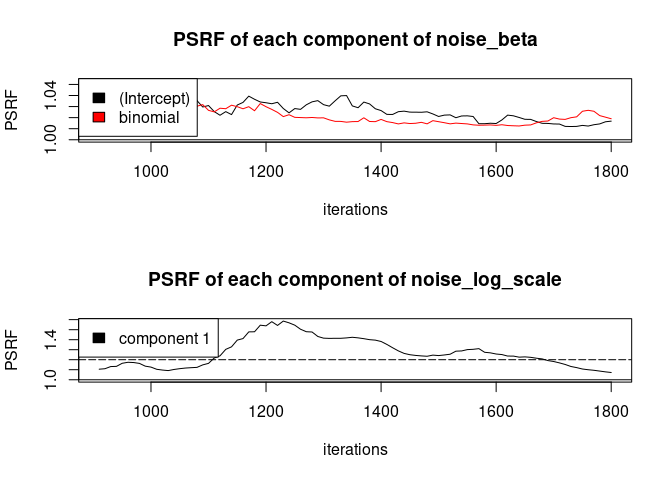 PSRF of each component of noise_beta
PSRF
1.04
1.00
(Intercept)
binomial
1000 1200 1400 1600 1800
iterations
PSRF of each component of noise_log_scale
PSRF
1.4
1.0
component 1
1000 1200 1400 1600 1800
iterations